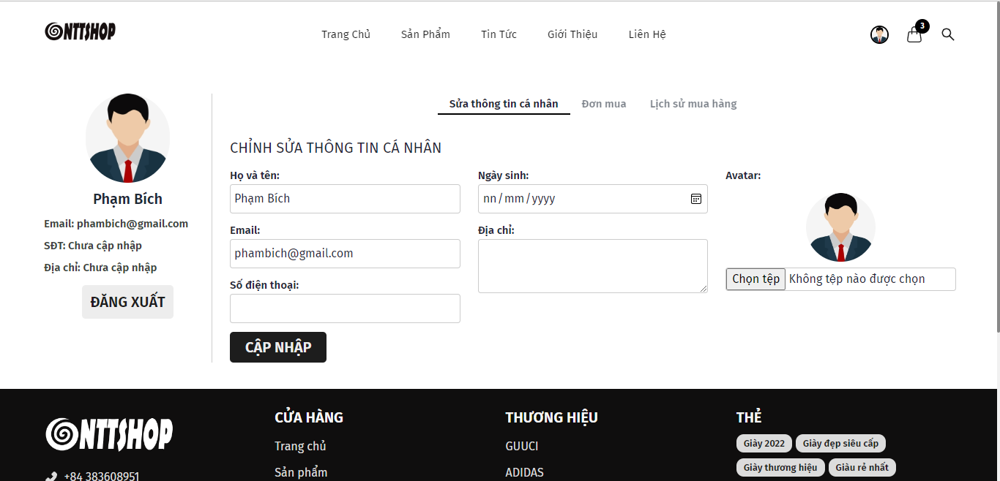 NTTSHOP
Trang Chủ Sản Phẩm Tin Tức Giới Thiệu Liên Hệ
3
Sửa thông tin cá nhân Đơn mua Lịch sử mua hàng
Phạm Bích
Email: phambich@gmail.com
SĐT: Chưa cập nhập
Địa chỉ: Chưa cập nhập
ĐĂNG XUẤT
CHỈNH SỬA THÔNG TIN CÁ NHÂN
Họ và tên:
Phạm Bích
Email:
phambich@gmail.com
Số điện thoại:
Ngày sinh:
nn/mm/yyyy
Địa chỉ:
Avatar:
Chọn tệp Không tệp nào được chọn
CẬP NHẬP
NTTSHOP
+84 383608951
CỬA HÀNG
Trang chủ
Sản phẩm
THƯƠNG HIỆU
GUUCI
ADIDAS
THẺ
Giày 2022 Giày đẹp siêu cấp
Giày thương hiệu Giàu rẻ nhất